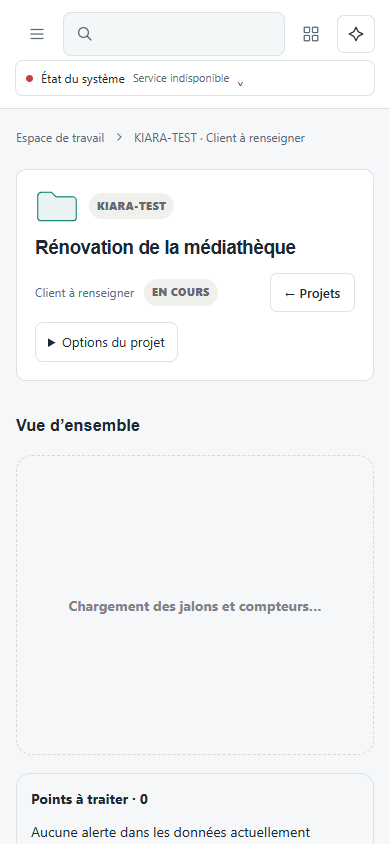 État du système Service indisponible
Espace de travail > KIARA-TEST · Client à renseigner
KIARA-TEST
Rénovation de la médiathèque
Client à renseigner EN COURS ← Projets
▶ Options du projet
Vue d’ensemble
Chargement des jalons et compteurs…
Points à traiter · 0
Aucune alerte dans les données actuellement